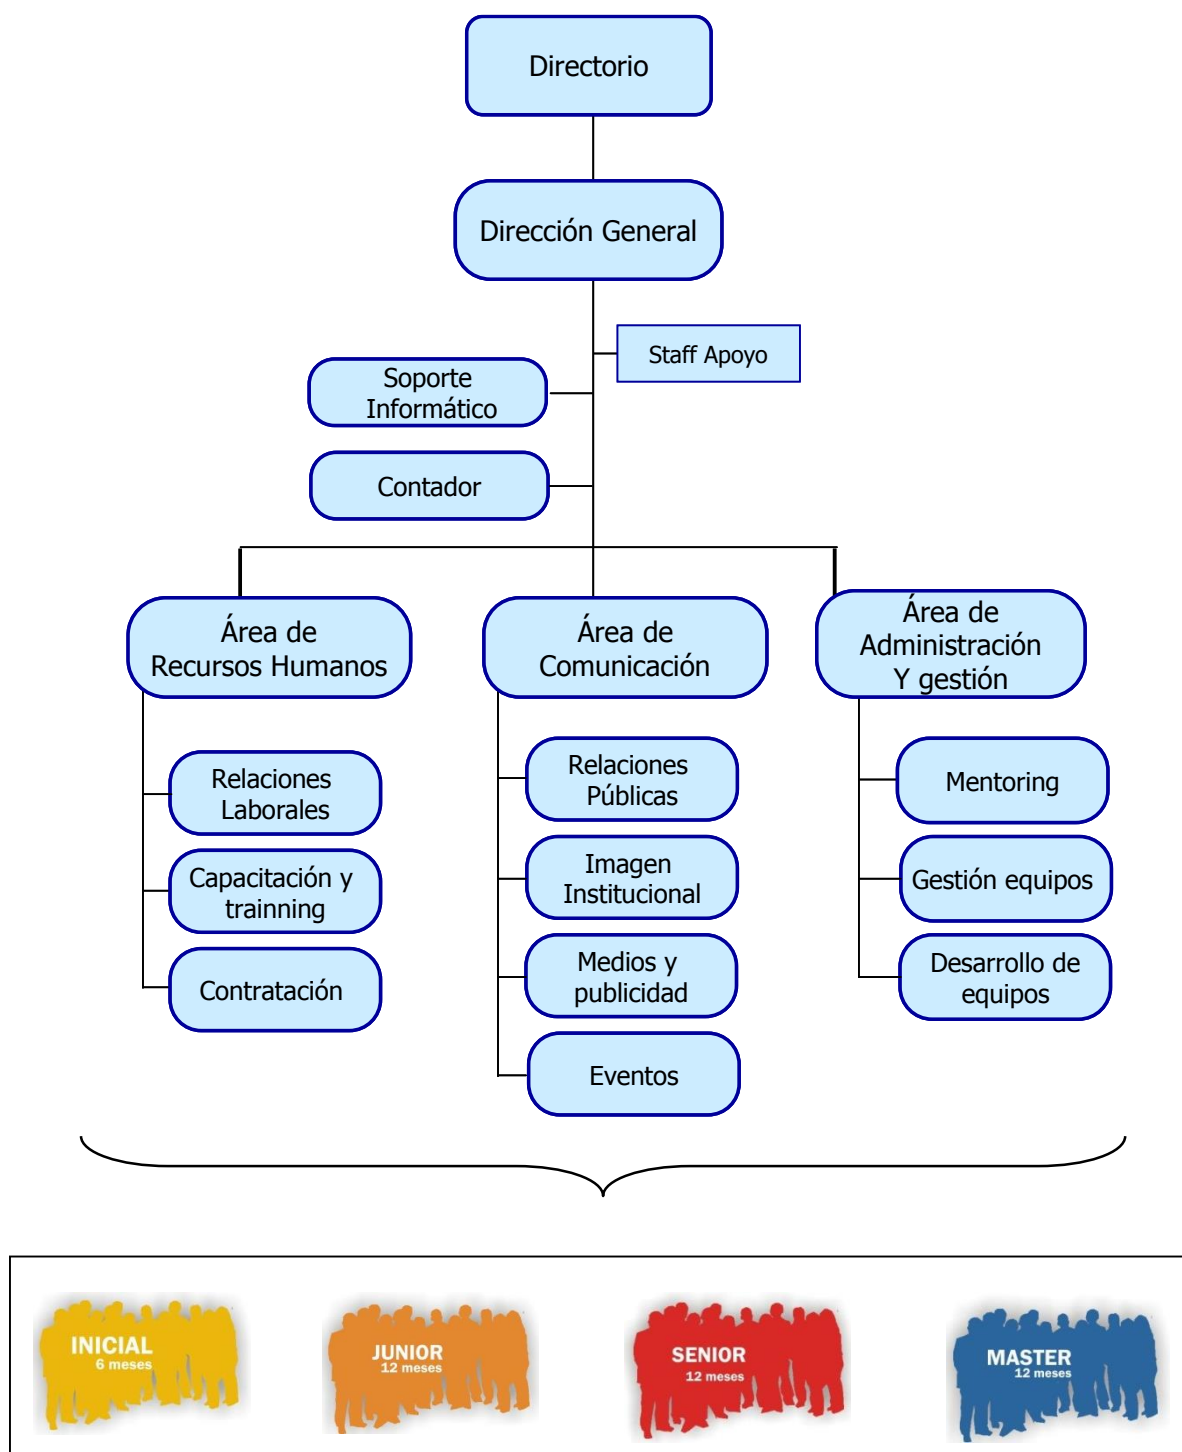 Directorio
Dirección General
Staff Apoyo
Soporte
Informático
Contador
Área de
Recursos Humanos
Relaciones
Laborales
Capacitación y
trainning
Contratación
Área de
Comunicación
Relaciones
Públicas
Imagen
Institucional
Medios y
publicidad
Eventos
Área de
Administración
Y gestión
Mentoring
Gestión equipos
Desarrollo de
equipos
INICIAL
6 meses
JUNIOR
12 meses
SENIOR
12 meses
MASTER
12 meses